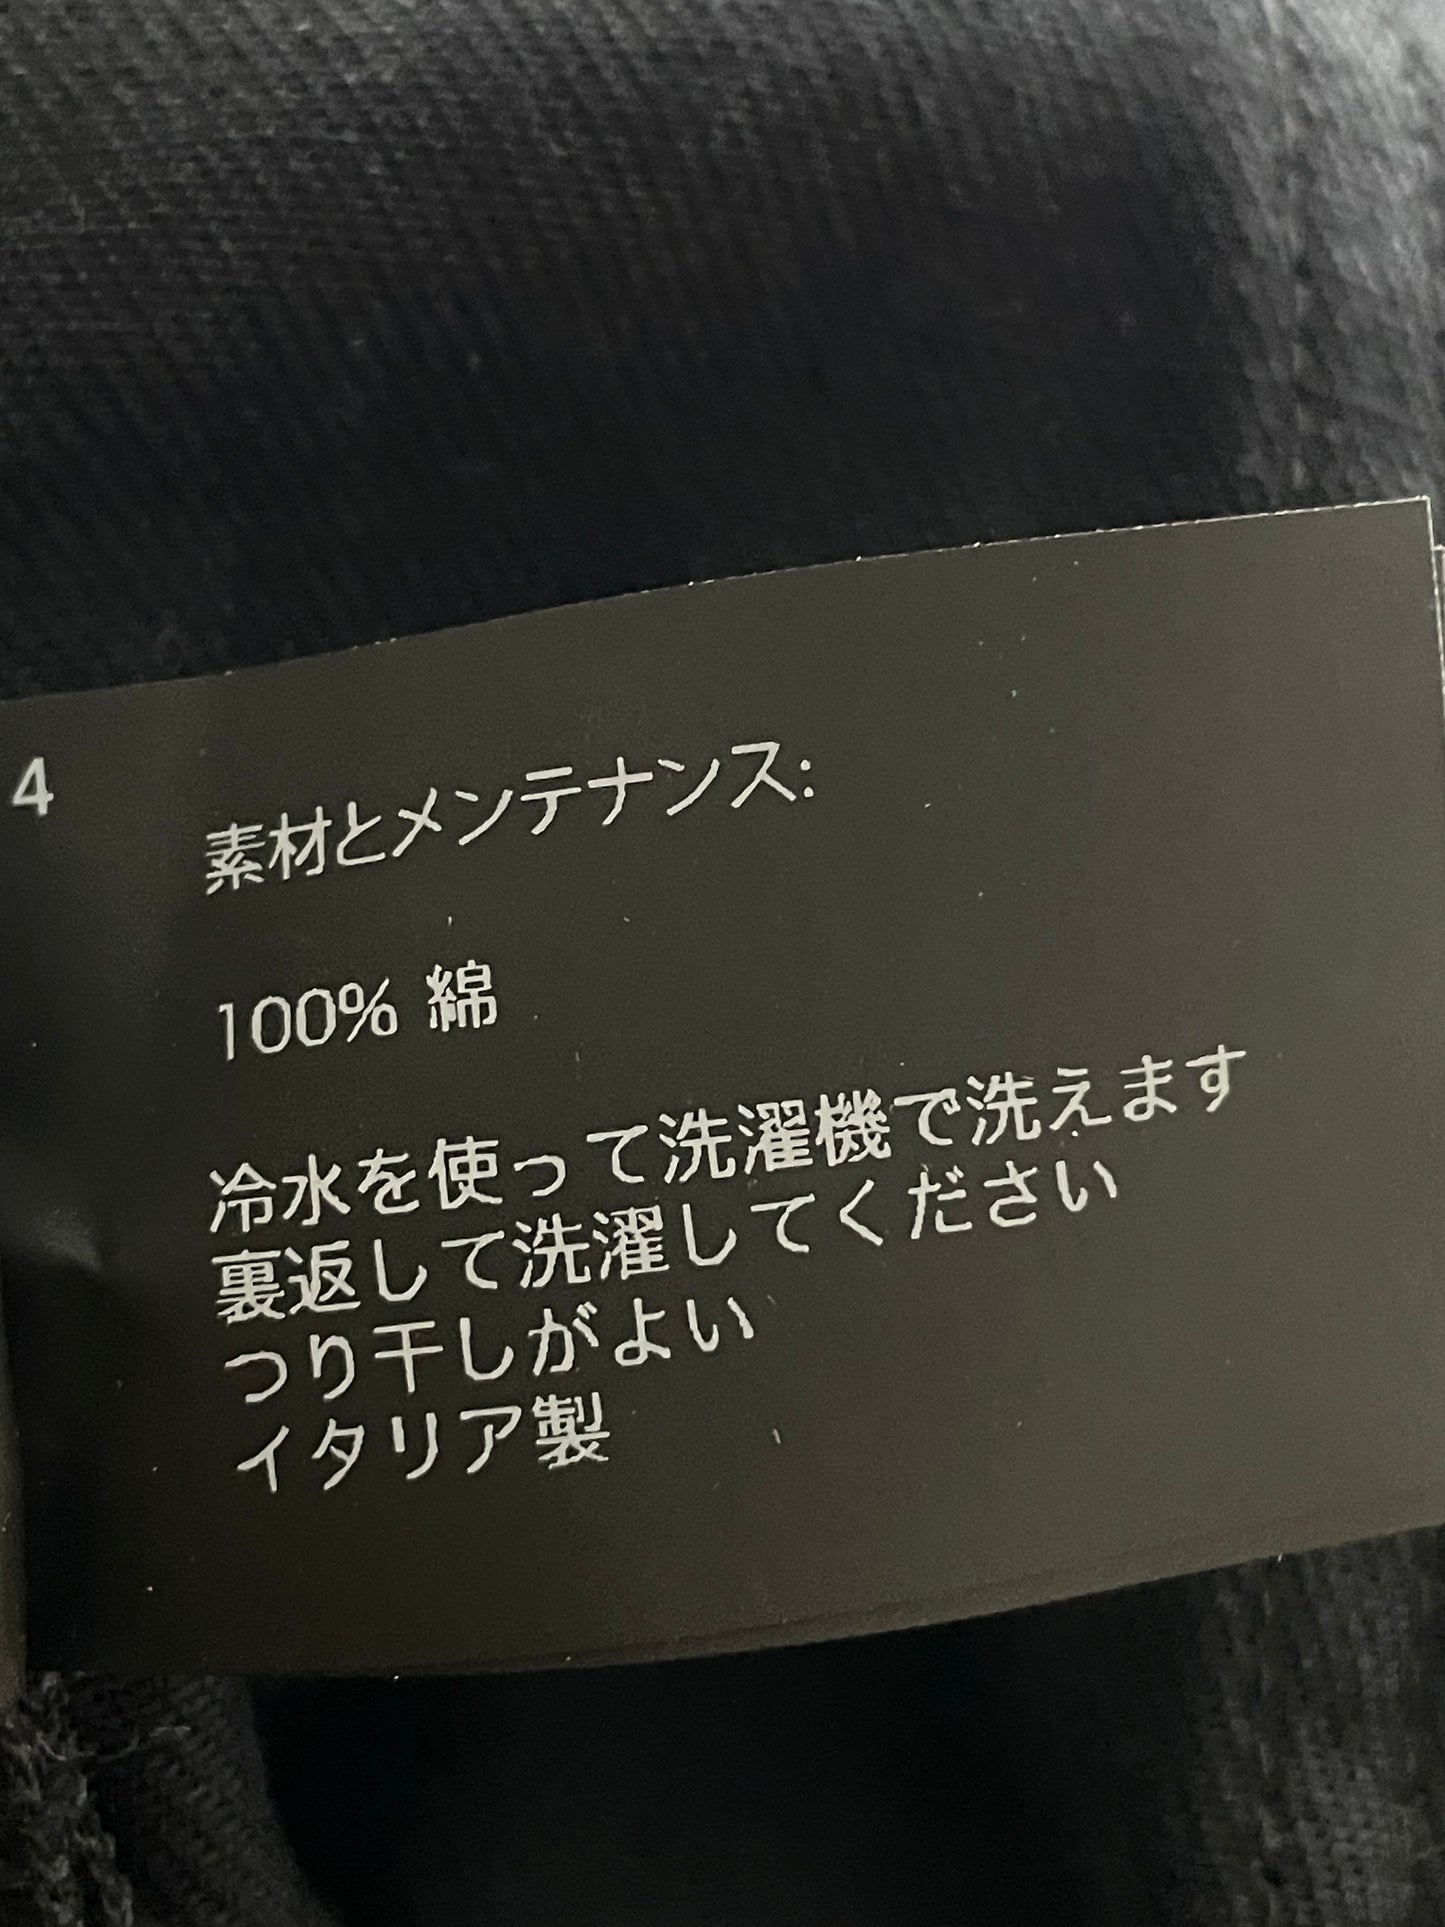 4
素材とメンテナンス:
100% 綿
冷水を使って洗濯機で洗えます
裏返して洗濯してください
つり干しがよい
イタリア製